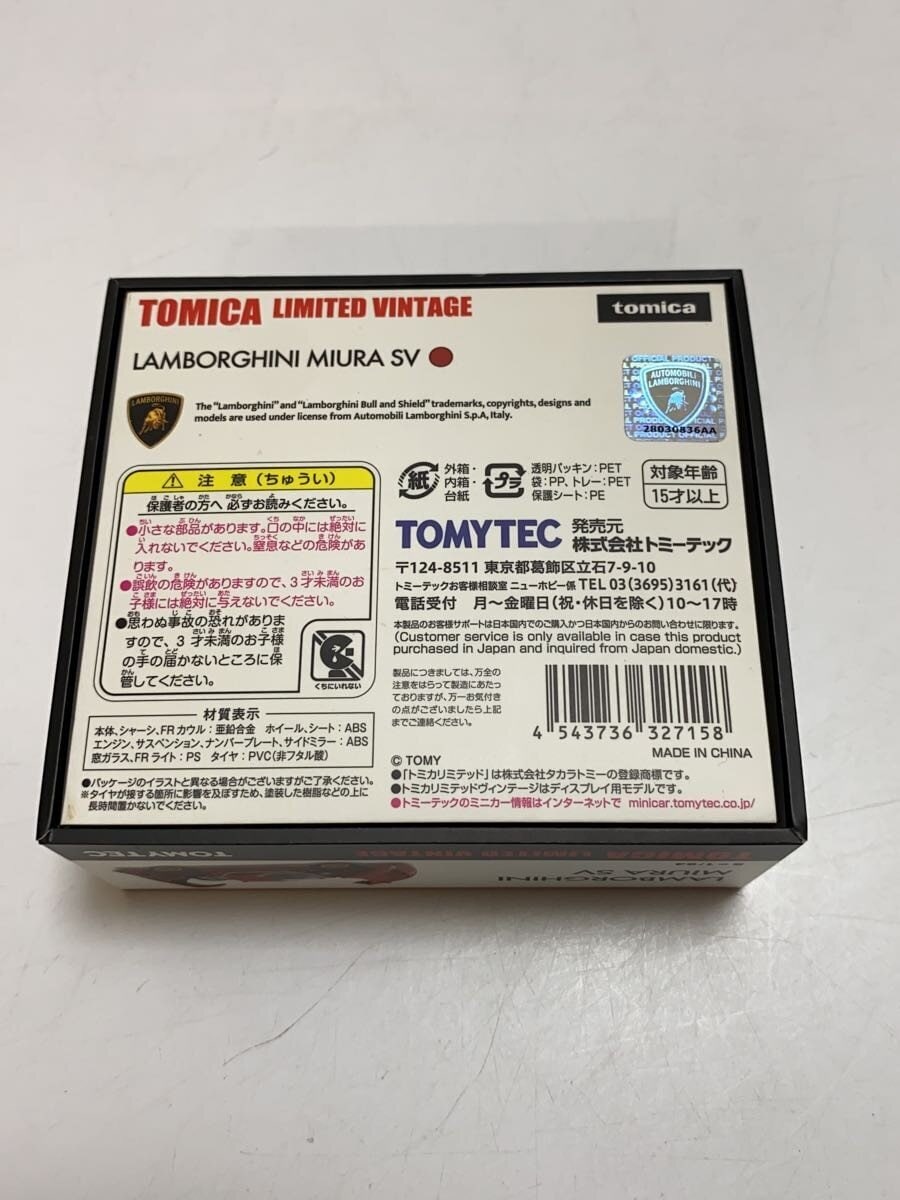 TOMICA LIMITED VINTAGE
tomica
LAMBORGHINI MIURA SV
LAMBORGHINI
The "Lamborghini" and "Lamborghini Bull and Shield" trademarks, copyrights, designs and
models are used under license from Automobili Lamborghini S.p.A, Italy.
OFFICIAL PRODUCT
AUTOMOBILI
LAMBORGHINI
28030836AA
PRODUCT OFFICIAL
注 意(ちゅうい)
保護者の方へ 必ずお読みください。
●小さな部品があります。口の中には絶対に
入れないでください。窒息などの危険があ
ります。
●誤飲の危険がありますので、3才未満のお
子様には絶対に与えないでください。
●思わぬ事故の恐れがありま
すので、3才未満のお子様
の手の届かないところに保
管してください。
くちにいれない
紙
外箱・
内箱・
台紙
プラ
透明パッキン:PET
袋:PP、トレー:PET
保護シート:PE
対象年齢
15才以上
TOMYTEC
発売元
株式会社トミーテック
〒124-8511 東京都葛飾区立石7-9-10
トミーテックお客様相談室 ニューホビー係 TEL 03(3695)3161(代)
電話受付 月~金曜日(祝・休日を除く)10~17時
本製品のお客様サポートは日本国内でのご購入かつ日本国内からのお問い合わせに限ります。
(Customer service is only available in case this product
purchased in Japan and inquired from Japan domestic.)
製品につきましては、万全の
注意をはらって製造にあたっ
ておりますが、万一お気付き
の点がございましたら上記
までご連絡ください。
4 543736 327158
MADE IN CHINA
材質表示
本体、シャーシ、FRカウル:亜鉛合金 ホイール、シート:ABS
エンジン、サスペンション、ナンバープレート、サイドミラー:ABS
窓ガラス、FRライト:PS タイヤ:PVC(非フタル酸)
●パッケージのイラストと異なる場合がございますがご了承ください。
※タイヤが接する箇所に影響を及ぼすため、塗装した樹脂などの上に
長時間置かないでください。
© TOMY
●「トミカリミテッド」は株式会社タカラトミーの登録商標です。
●トミカリミテッドヴィンテージはディスプレイ用モデルです。
●トミーテックのミニカー情報はインターネットで minicar.tomytec.co.jp/
TOMYTEC
TOMICA LIMITED VINTAGE
LAMBORGHINI
MIURA SV